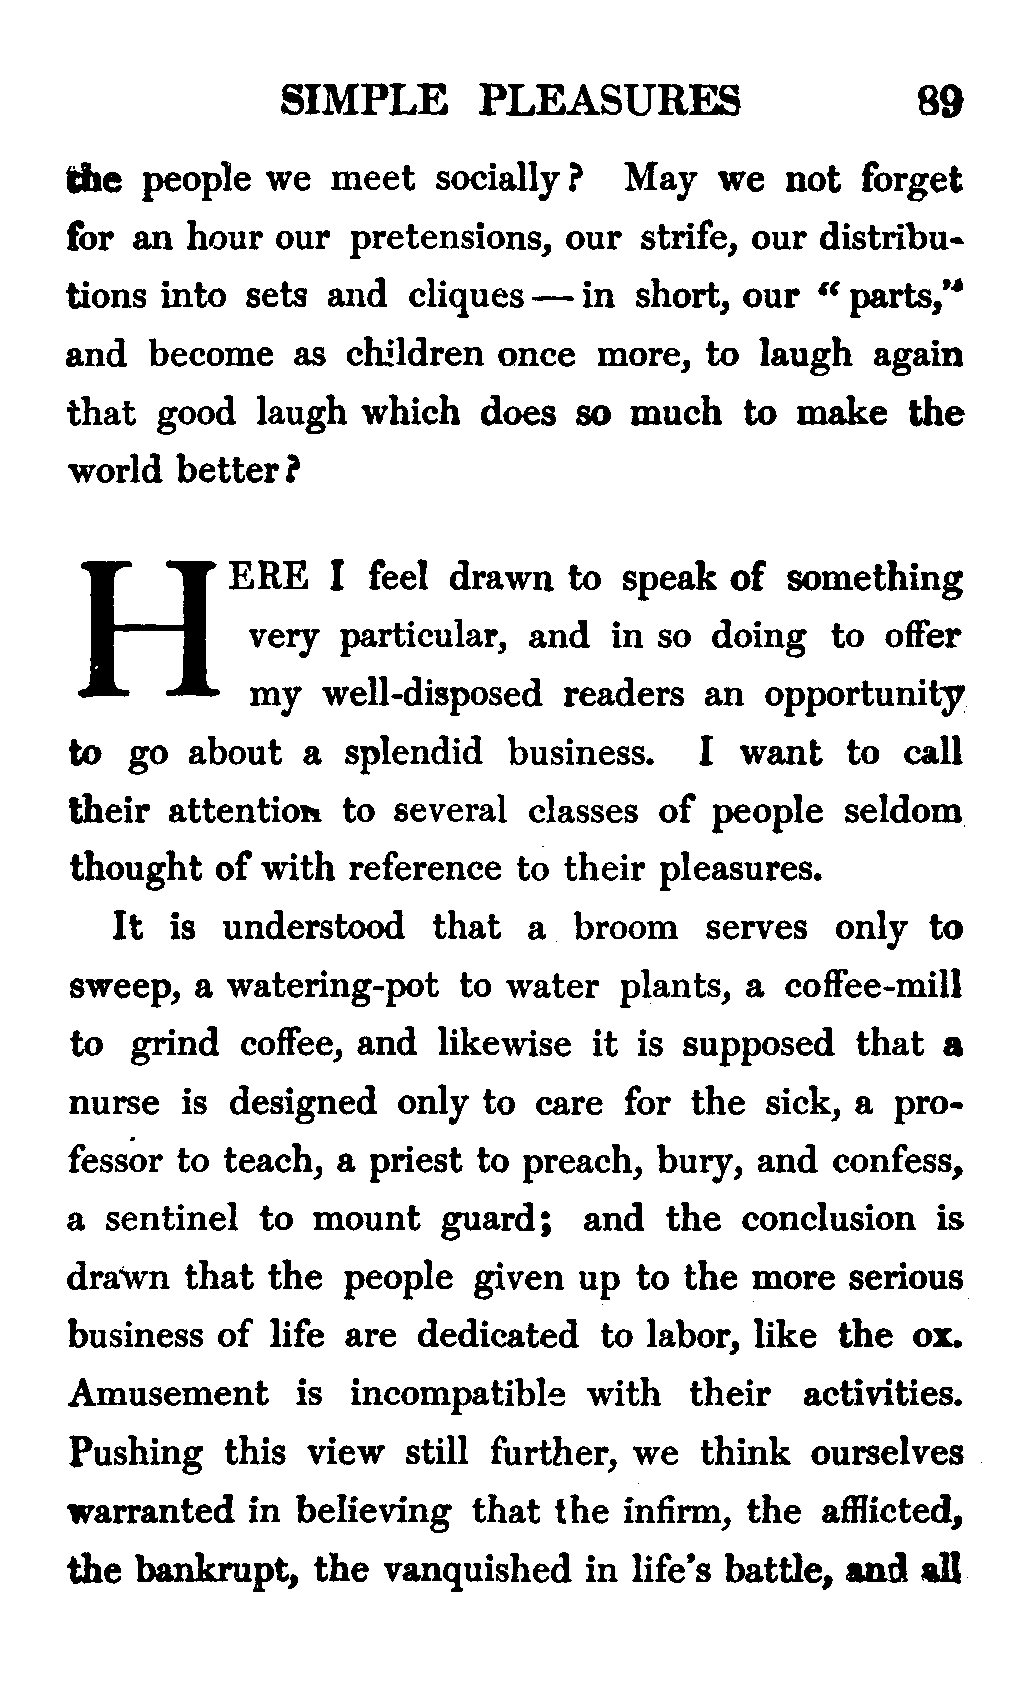 SIMPLE PLEASURES 89
the people we meet socially? May we not forget
for an hour our pretensions, our strife, our distribu-
tions into sets and cliques — in short, our “parts,”
and become as children once more, to laugh again
that good laugh which does so much to make the
world better?
HERE I feel drawn to speak of something
very particular, and in so doing to offer
my well-disposed readers an opportunity
to go about a splendid business. I want to call
their attention to several classes of people seldom
thought of with reference to their pleasures.
It is understood that a broom serves only to
sweep, a watering-pot to water plants, a coffee-mill
to grind coffee, and likewise it is supposed that a
nurse is designed only to care for the sick, a pro-
fessor to teach, a priest to preach, bury, and confess,
a sentinel to mount guard; and the conclusion is
drawn that the people given up to the more serious
business of life are dedicated to labor, like the ox.
Amusement is incompatible with their activities.
Pushing this view still further, we think ourselves
warranted in believing that the infirm, the afflicted,
the bankrupt, the vanquished in life's battle, and all